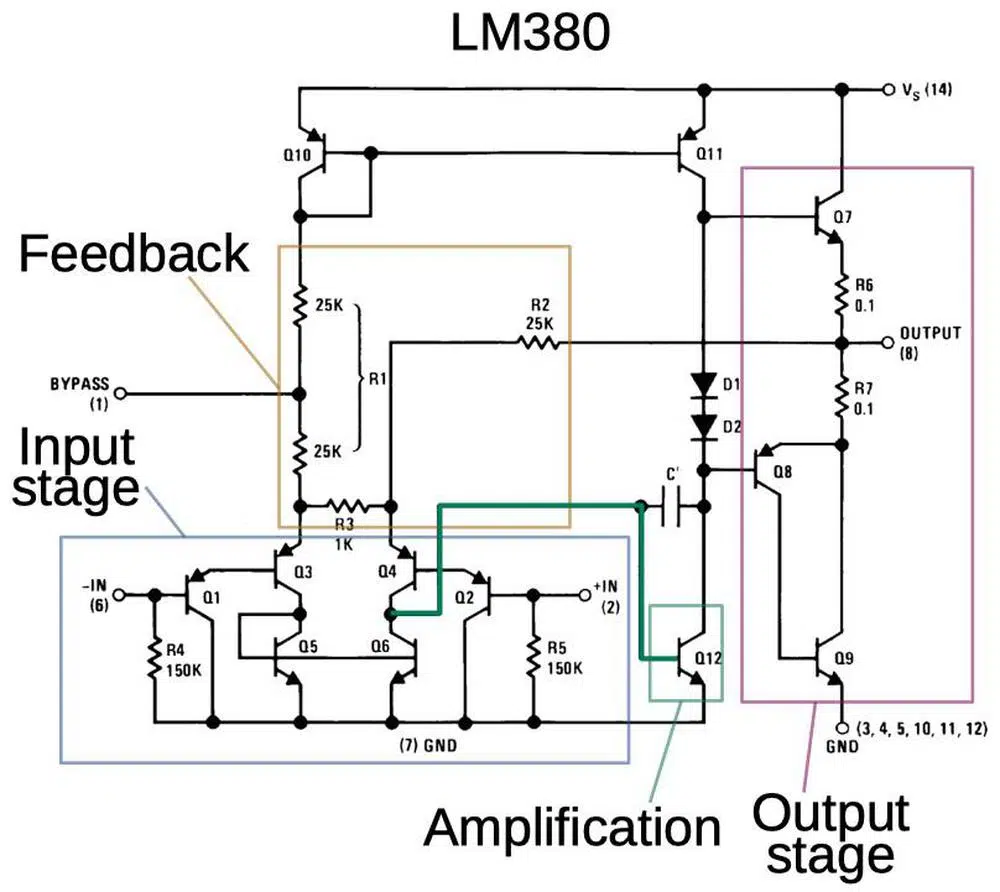 LM380
VS (14)
Q10
Q11
Q7
Feedback
25K
R2
25K
R6
0.1
OUTPUT
(8)
R1
BYPASS
(1)
D1
R7
0.1
D2
Input
stage
25K
C'
Q8
R3
1K
–IN
(6)
Q1
Q3
Q4
Q2
+IN
(2)
R4
150K
Q5
Q6
R5
150K
Q12
Q9
(7) GND
(3, 4, 5, 10, 11, 12)
GND
Amplification
Output
stage